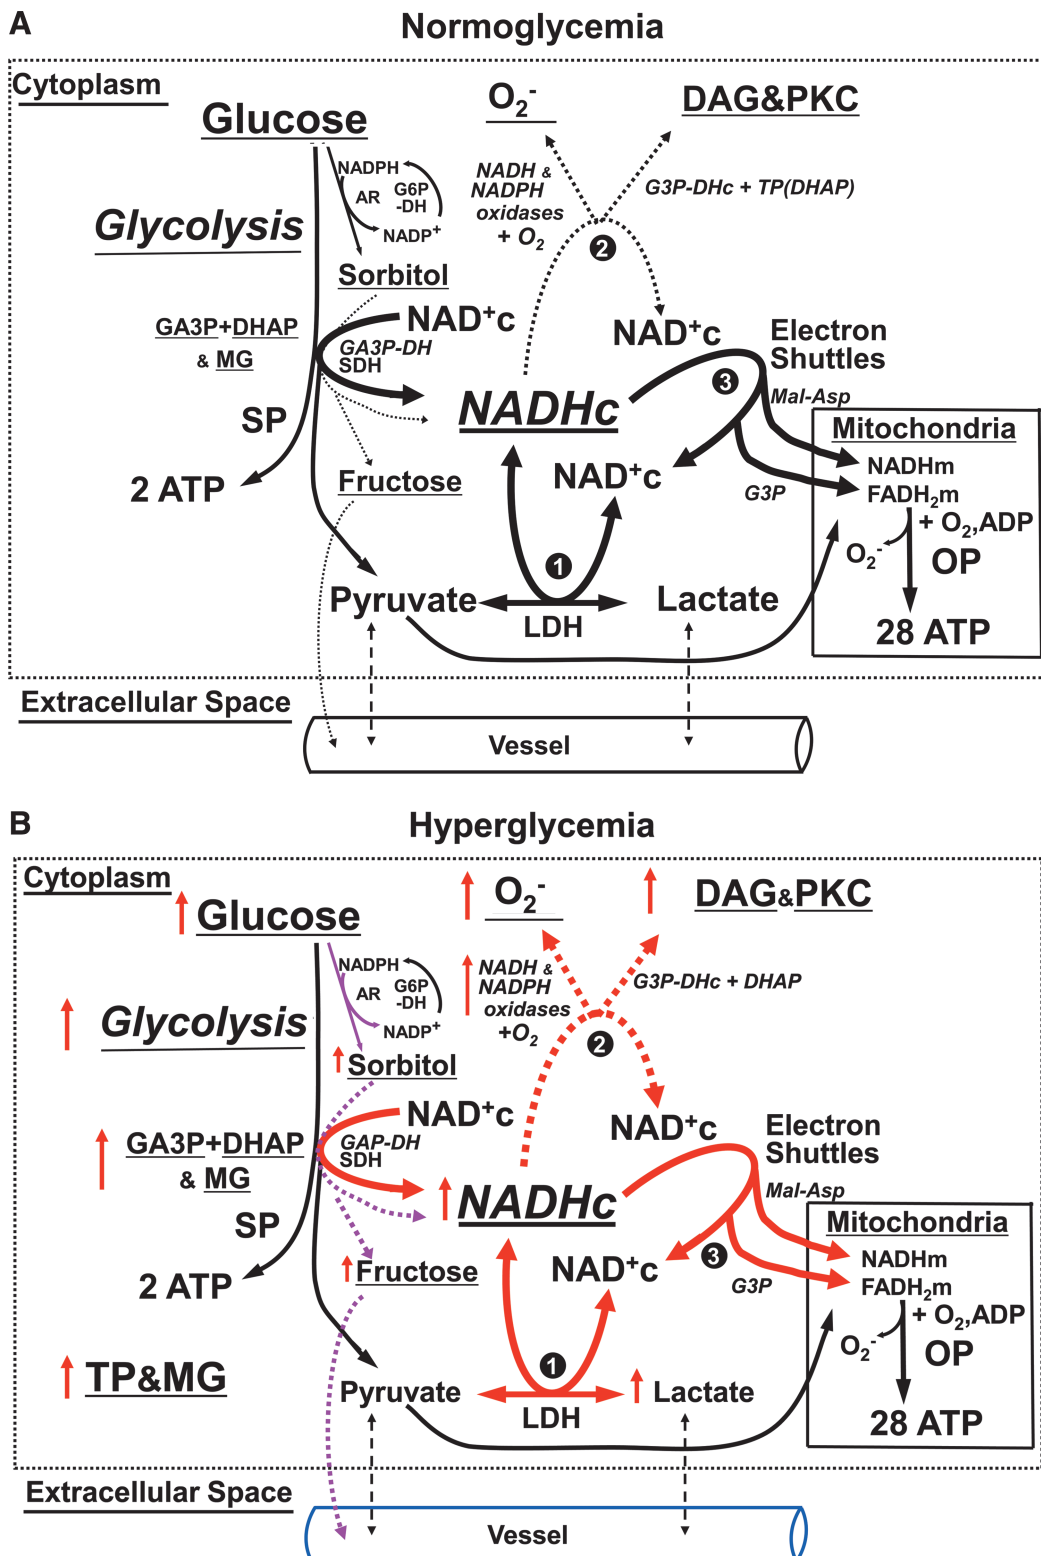 A
Normoglycemia
Cytoplasm
Glucose
O₂⁻
DAG&PKC
NADPH
AR
G6P
-DH
NADP⁺
NADH &
NADPH
oxidases
+ O₂
G3P-DHc + TP(DHAP)
Glycolysis
2
Sorbitol
GA3P+DHAP
& MG
NAD⁺c
GA3P-DH
SDH
NAD⁺c
Electron
Shuttles
3
Mal-Asp
SP
NADHc
Mitochondria
2 ATP
Fructose
NAD⁺c
G3P
NADHm
FADH₂m
+ O₂,ADP
O₂⁻
OP
1
Pyruvate
LDH
Lactate
28 ATP
Extracellular Space
Vessel
B
Hyperglycemia
Cytoplasm
Glucose
O₂⁻
DAG&PKC
NADPH
AR
G6P
-DH
NADP⁺
NADH &
NADPH
oxidases
+O₂
G3P-DHc + DHAP
Glycolysis
2
Sorbitol
GA3P+DHAP
& MG
NAD⁺c
GAP-DH
SDH
NAD⁺c
Electron
Shuttles
Mal-Asp
SP
NADHc
Mitochondria
2 ATP
Fructose
NAD⁺c
3
G3P
NADHm
FADH₂m
+ O₂,ADP
O₂⁻
OP
TP&MG
1
Pyruvate
LDH
Lactate
28 ATP
Extracellular Space
Vessel